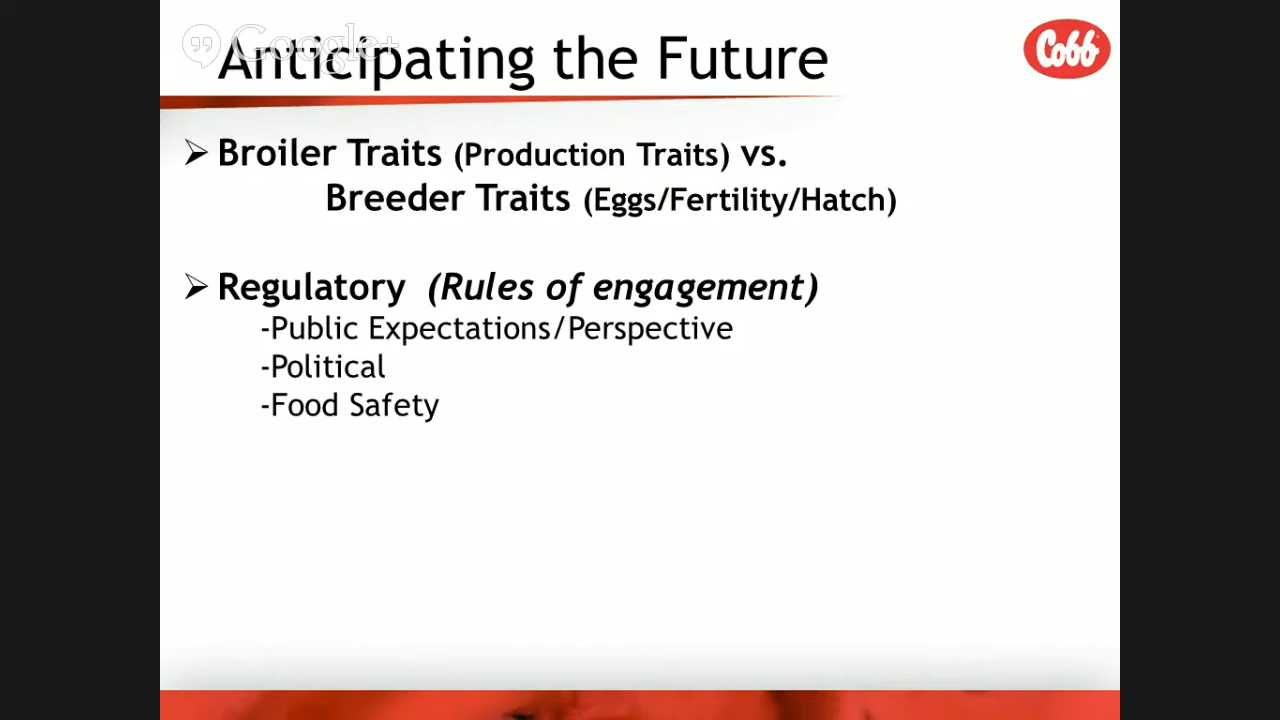 Google+
Anticipating the Future
Cobb
➢ Broiler Traits (Production Traits) vs.
Breeder Traits (Eggs/Fertility/Hatch)
➢ Regulatory (Rules of engagement)
-Public Expectations/Perspective
-Political
-Food Safety